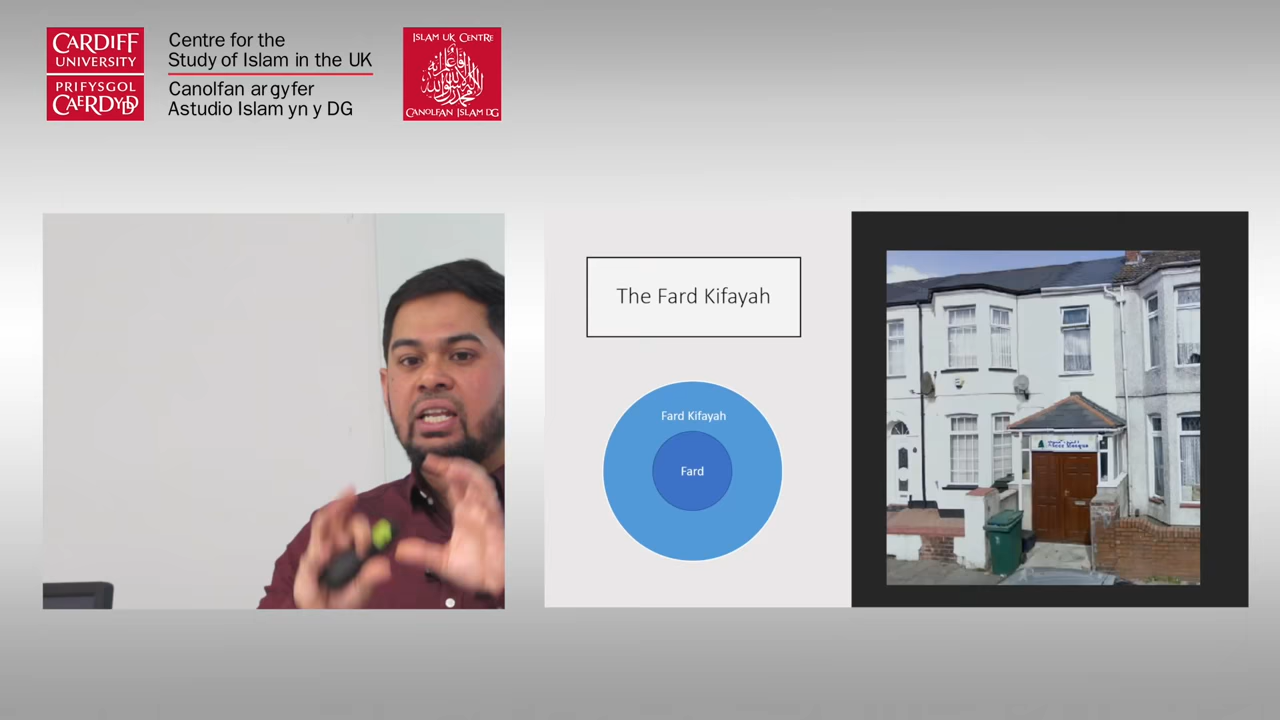 CARDIFF
UNIVERSITY
PRIFYSGOL
CAERDYDD
Centre for the
Study of Islam in the UK
Canolfan ar gyfer
Astudio Islam yn y DG
ISLAM UK CENTRE
CANOLFAN ISLAM DG
The Fard Kifayah
Fard Kifayah
Fard